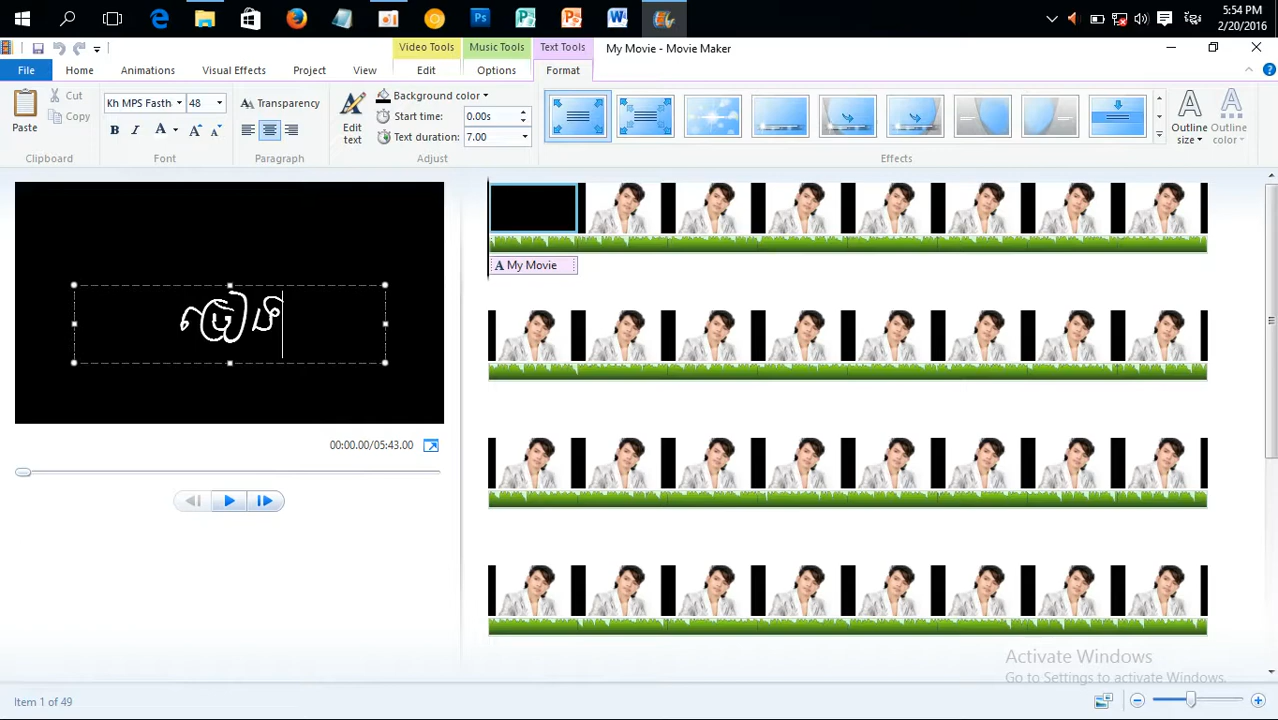 5:54 PM
2/20/2016
Video Tools
Music Tools
Text Tools
My Movie - Movie Maker
File
Home
Animations
Visual Effects
Project
View
Edit
Options
Format
Paste
Cut
Copy
Clipboard
Kh MPS Fasth
48
Font
Transparency
Paragraph
Edit text
Background color
Start time: 0.00s
Text duration: 7.00
Adjust
Effects
Outline size
Outline color
My Movie
00:00.00/05:43.00
Activate Windows
Go to Settings to activate Windows.
Item 1 of 49